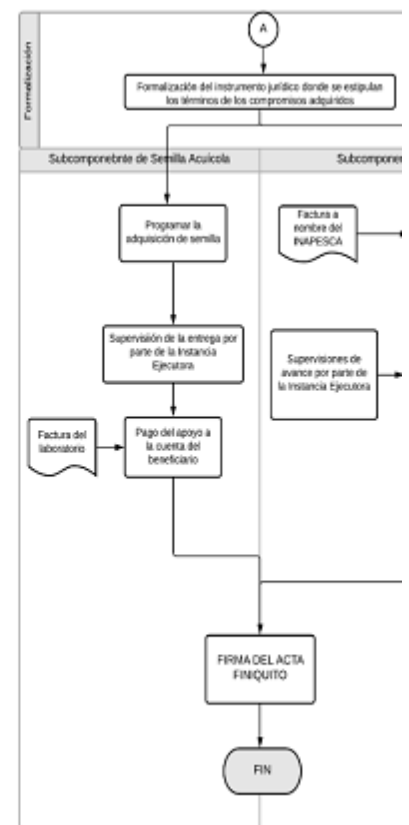 A
Formalización
Formalización del instrumento jurídico donde se estipulan
los términos de los compromisos adquiridos
Subcomponebnte de Semilla Acuícola
Subcomponen
Programar la
adquisición de semilla
Factura a
nombre del
INAPESCA
Supervisión de la entrega por
parte de la Instancia
Ejecutora
Supervisiones de
avance por parte de
la Instancia Ejecutora
Factura del
laboratorio
Pago del apoyo a
la cuenta del
beneficiario
FIRMA DEL ACTA
FINIQUITO
FIN